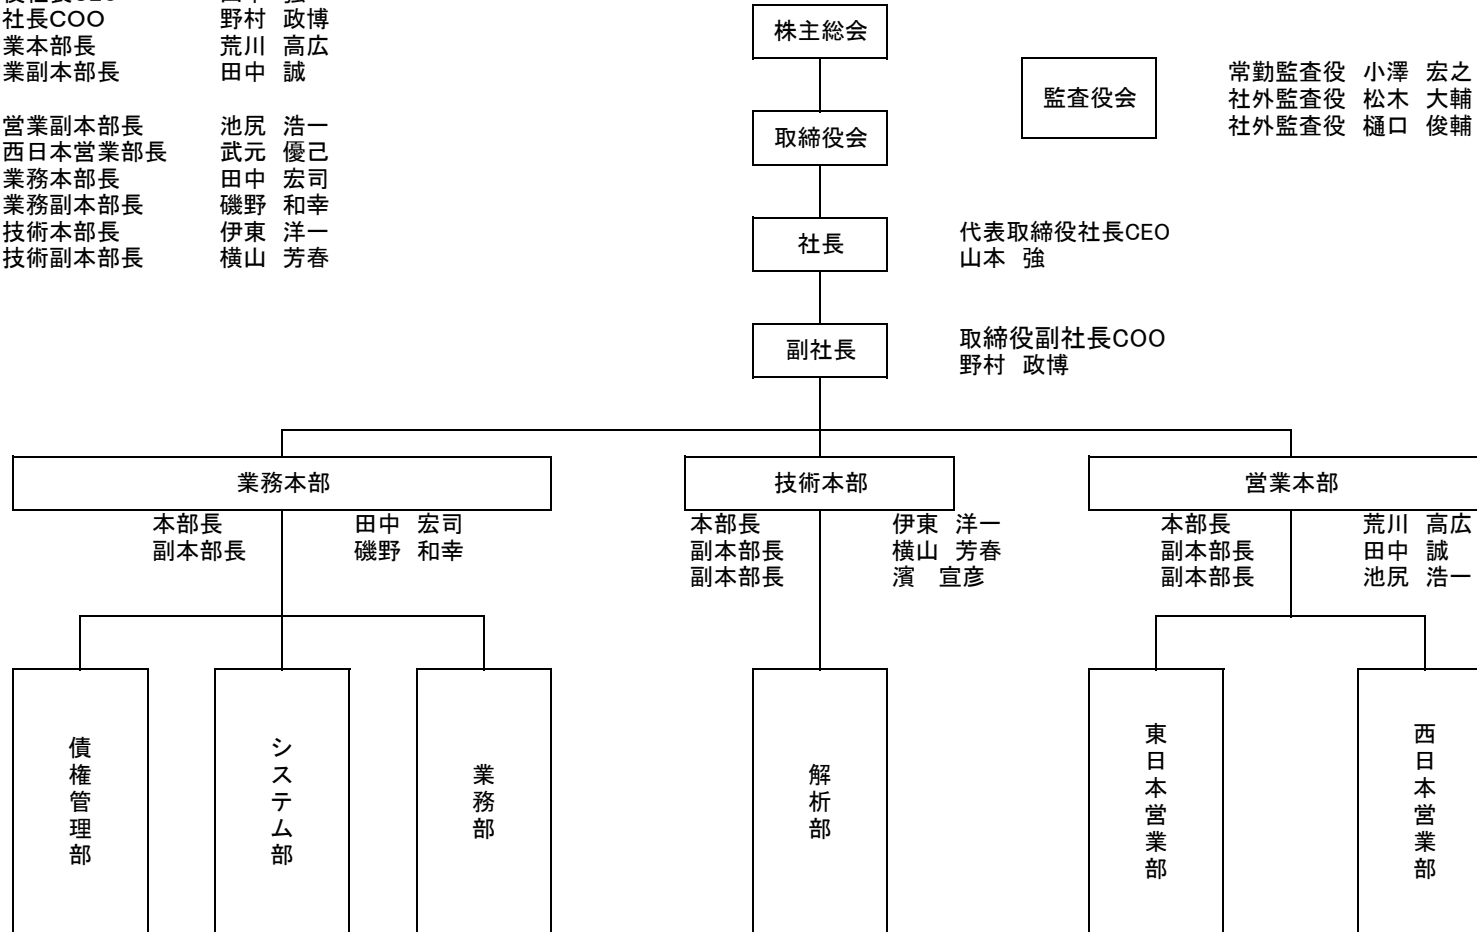 社長COO 野村 政博
業本部長 荒川 高広
業副本部長 田中 誠
営業副本部長 池尻 浩一
西日本営業部長 武元 優己
業務本部長 田中 宏司
業務副本部長 磯野 和幸
技術本部長 伊東 洋一
技術副本部長 横山 芳春
株主総会
監査役会
常勤監査役 小澤 宏之
社外監査役 松木 大輔
社外監査役 樋口 俊輔
取締役会
社長
代表取締役社長CEO
山本 強
副社長
取締役副社長COO
野村 政博
業務本部
本部長 田中 宏司
副本部長 磯野 和幸
技術本部
本部長 伊東 洋一
副本部長 横山 芳春
副本部長 濱 宣彦
営業本部
本部長 荒川 高広
副本部長 田中 誠
副本部長 池尻 浩一
債権管理部
システム部
業務部
解析部
東日本営業部
西日本営業部